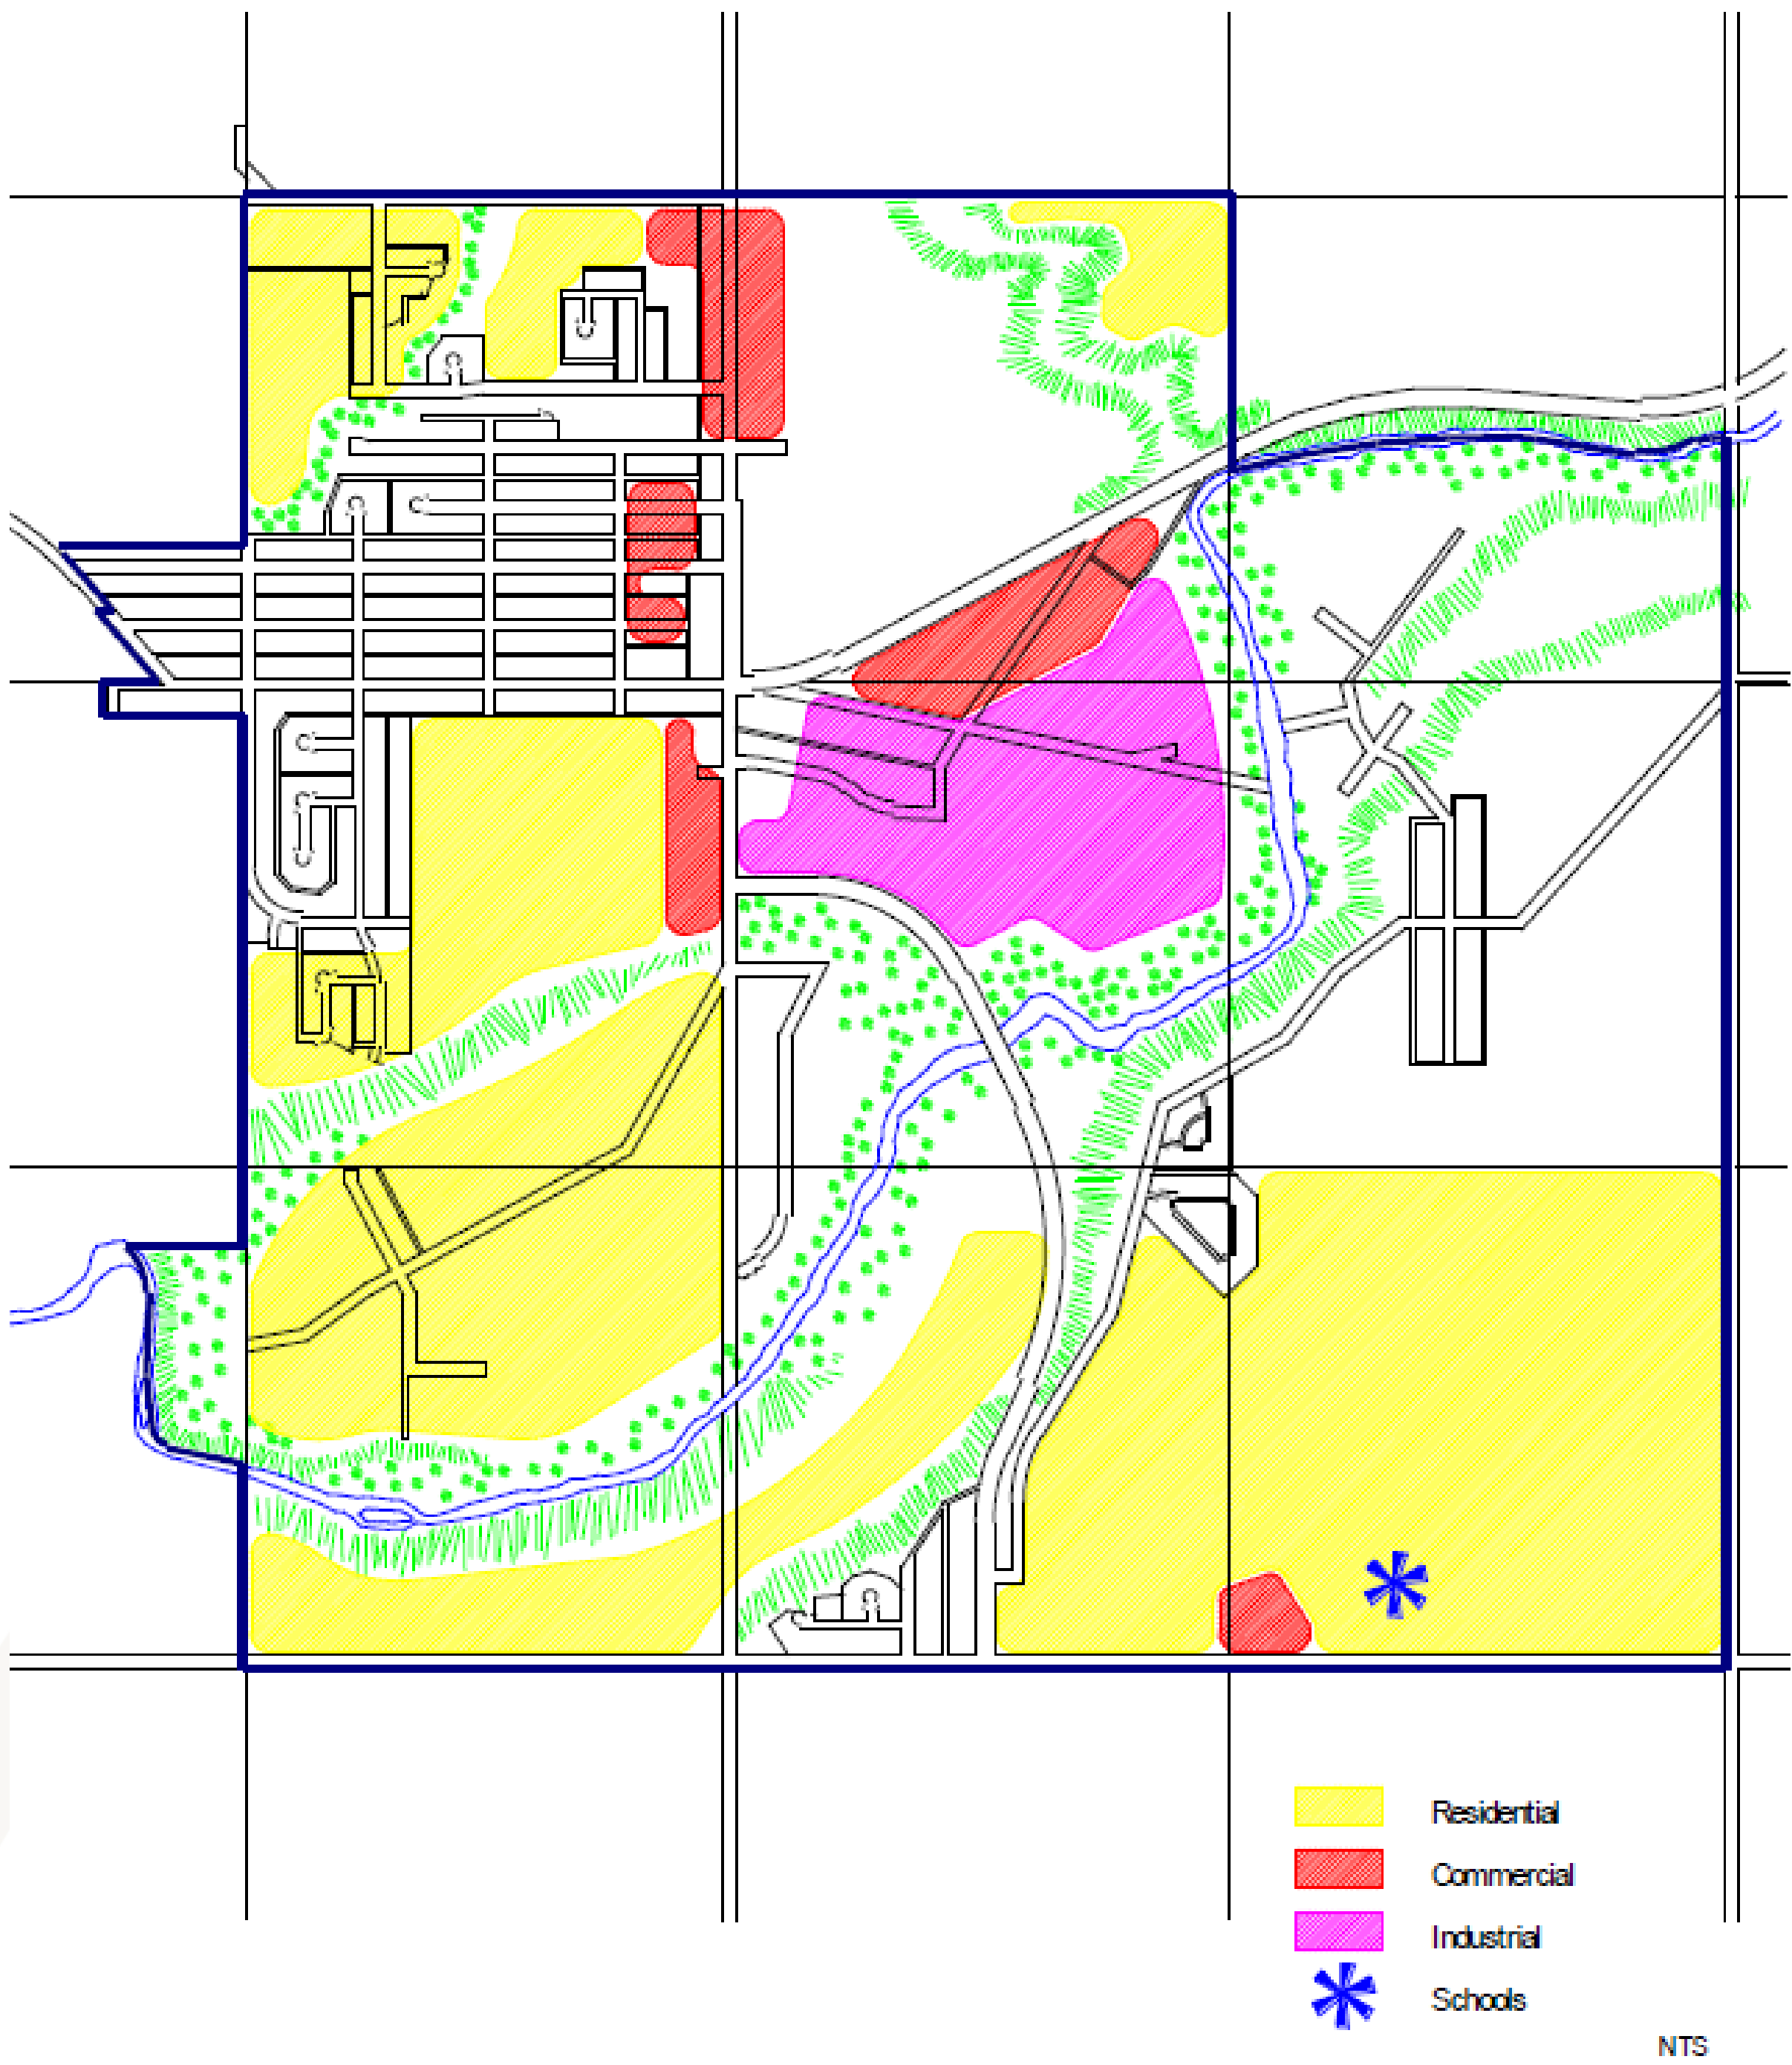 Residential
Commercial
Industrial
Schools
NTS